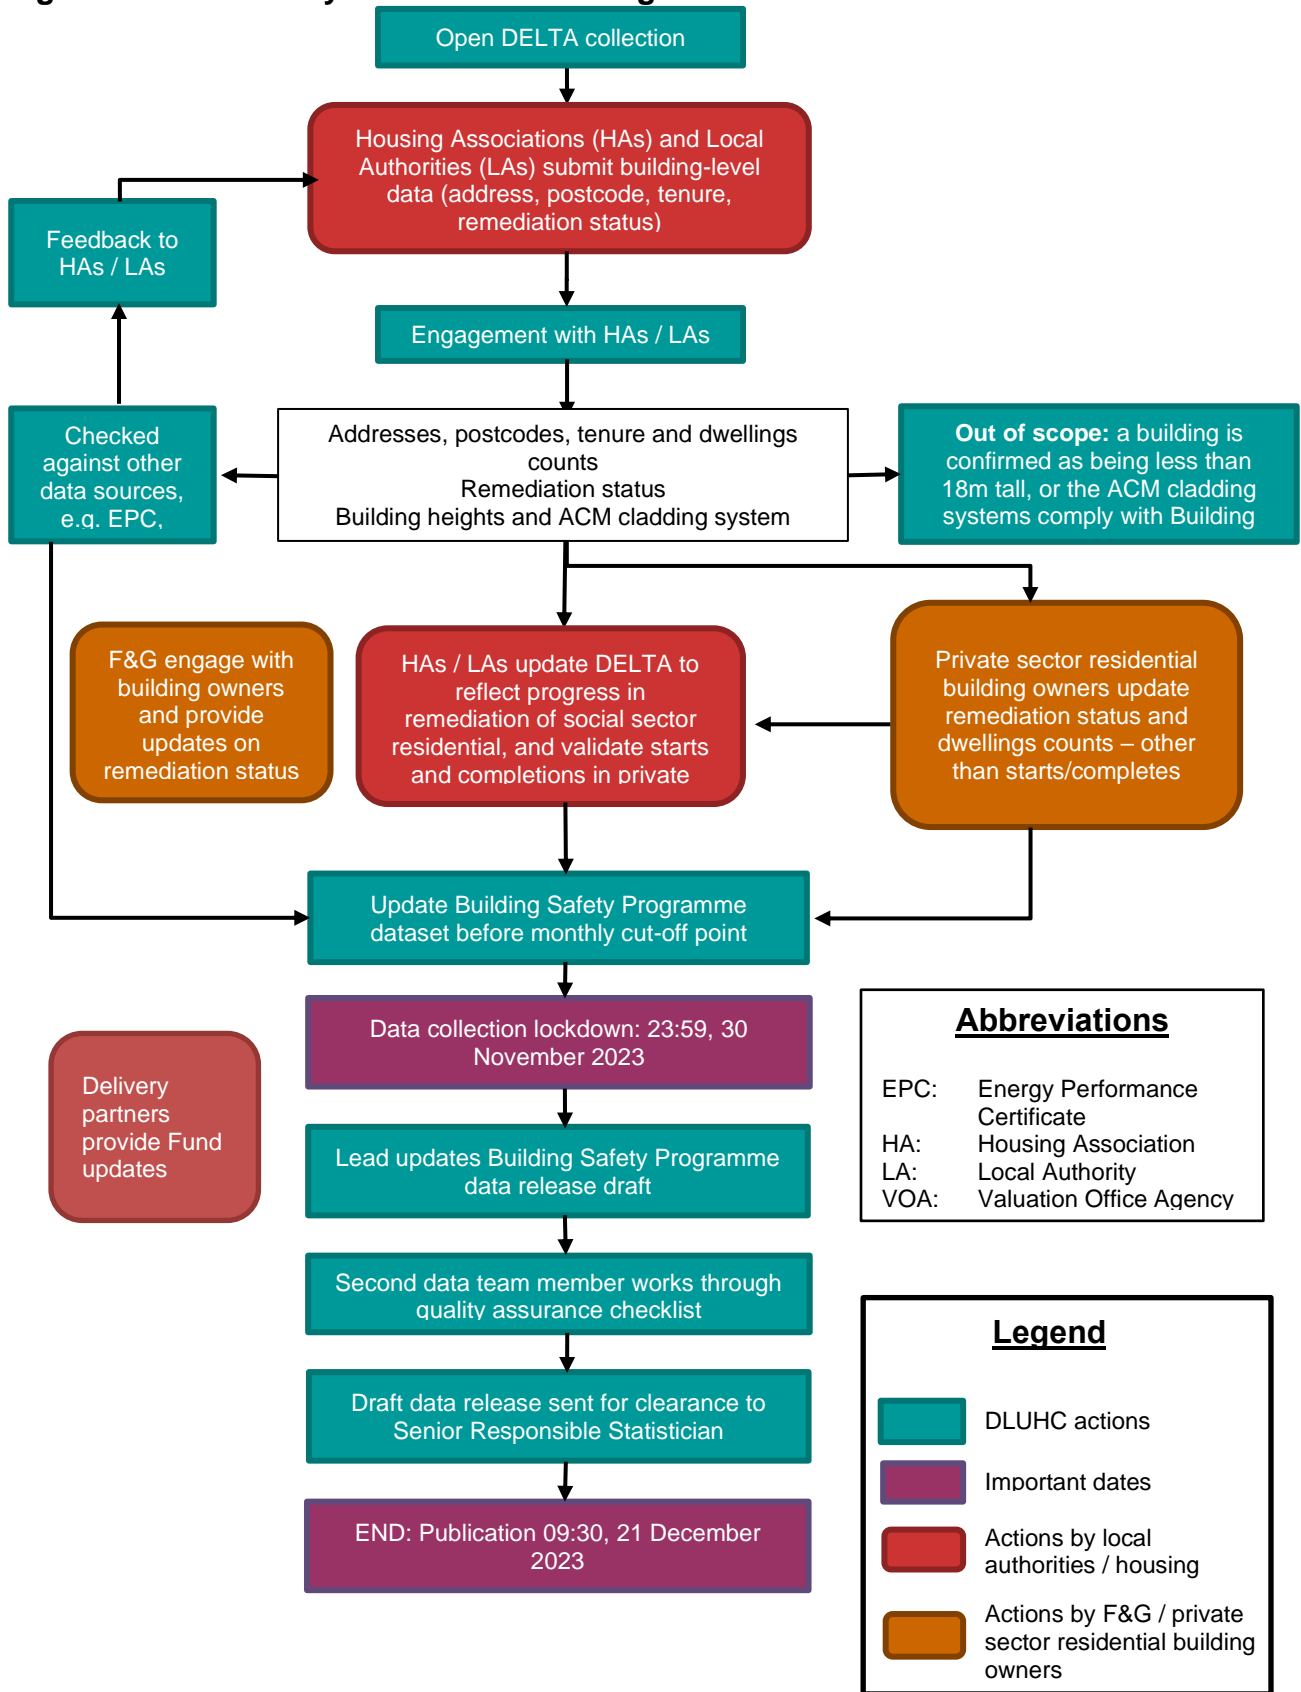 Open DELTA collection
Housing Associations (HAs) and Local
Authorities (LAs) submit building-level
data (address, postcode, tenure,
remediation status)
Feedback to
HAs / LAs
Engagement with HAs / LAs
Checked
against other
data sources,
e.g. EPC,
Addresses, postcodes, tenure and dwellings
counts
Remediation status
Building heights and ACM cladding system
Out of scope: a building is
confirmed as being less than
18m tall, or the ACM cladding
systems comply with Building
F&G engage with
building owners
and provide
updates on
remediation status
HAs / LAs update DELTA to
reflect progress in
remediation of social sector
residential, and validate starts
and completions in private
Private sector residential
building owners update
remediation status and
dwellings counts – other
than starts/completes
Update Building Safety Programme
dataset before monthly cut-off point
Data collection lockdown: 23:59, 30
November 2023
Delivery
partners
provide Fund
updates
Lead updates Building Safety Programme
data release draft
Second data team member works through
quality assurance checklist
Draft data release sent for clearance to
Senior Responsible Statistician
END: Publication 09:30, 21 December
2023
Abbreviations
EPC: Energy Performance
Certificate
HA: Housing Association
LA: Local Authority
VOA: Valuation Office Agency
Legend
DLUHC actions
Important dates
Actions by local
authorities / housing
Actions by F&G / private
sector residential building
owners